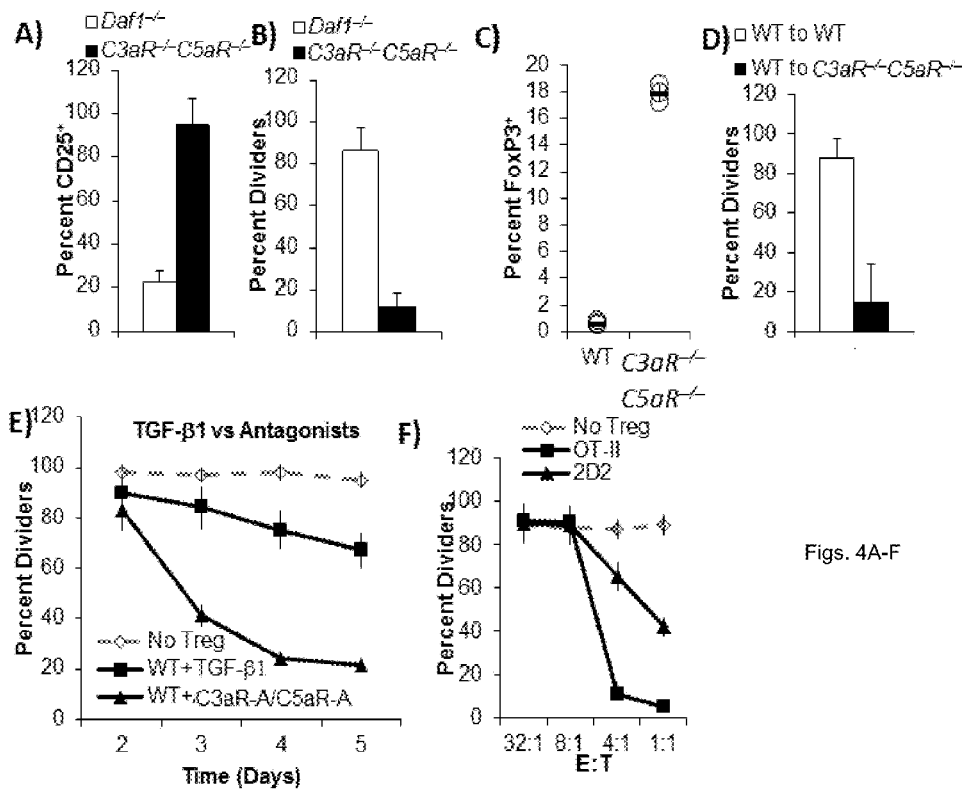 A)
□ Daf1–/–
■ C3aR–/–C5aR–/–
Percent CD25+
120
100
80
60
40
20
0
B)
□ Daf1–/–
■ C3aR–/–C5aR–/–
Percent Dividers
120
100
80
60
40
20
0
C)
Percent FoxP3+
20
18
16
14
12
10
8
6
4
2
0
WT
C3aR–/–
C5aR–/–
D)
□ WT to WT
■ WT to C3aR–/–C5aR–/–
Percent Dividers
120
100
80
60
40
20
0
E)
TGF-β1 vs Antagonists
Percent Dividers
120
100
80
60
40
20
0
No Treg
WT+TGF-β1
WT+/C3aR-A/C5aR-A
2 3 4 5
Time (Days)
F)
No Treg
OT-II
2D2
Percent Dividers
120
100
80
60
40
20
0
32:1 8:1 4:1 1:1
E:T
Figs. 4A-F